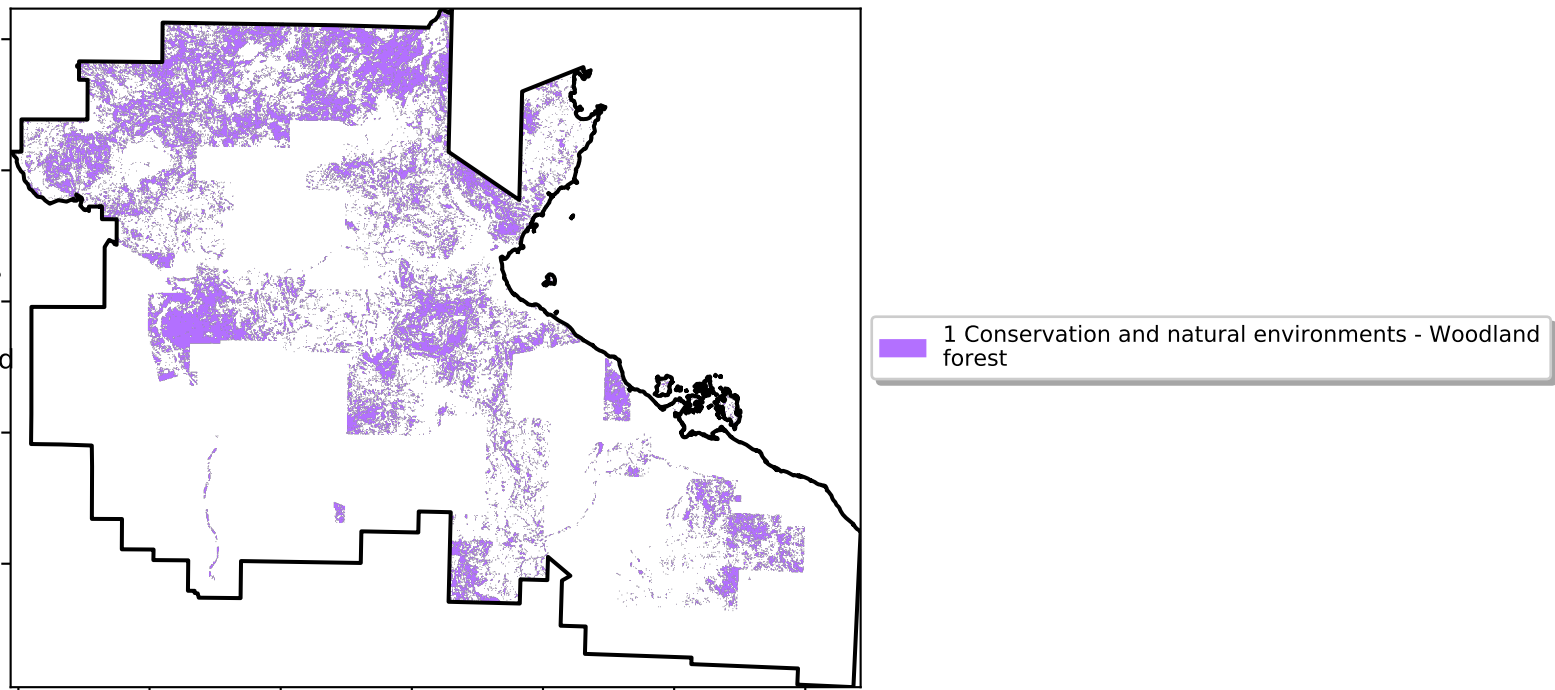 d
1 Conservation and natural environments - Woodland
forest